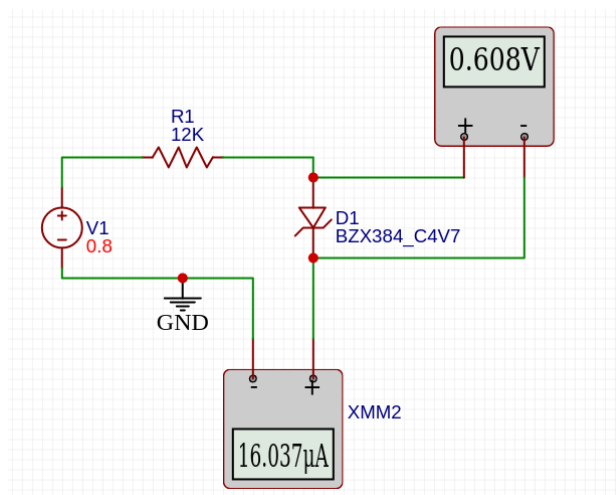 0.608V
+ -
R1
12K
+
-
V1
0.8
D1
BZX384_C4V7
GND
- +
XMM2
16.037µA